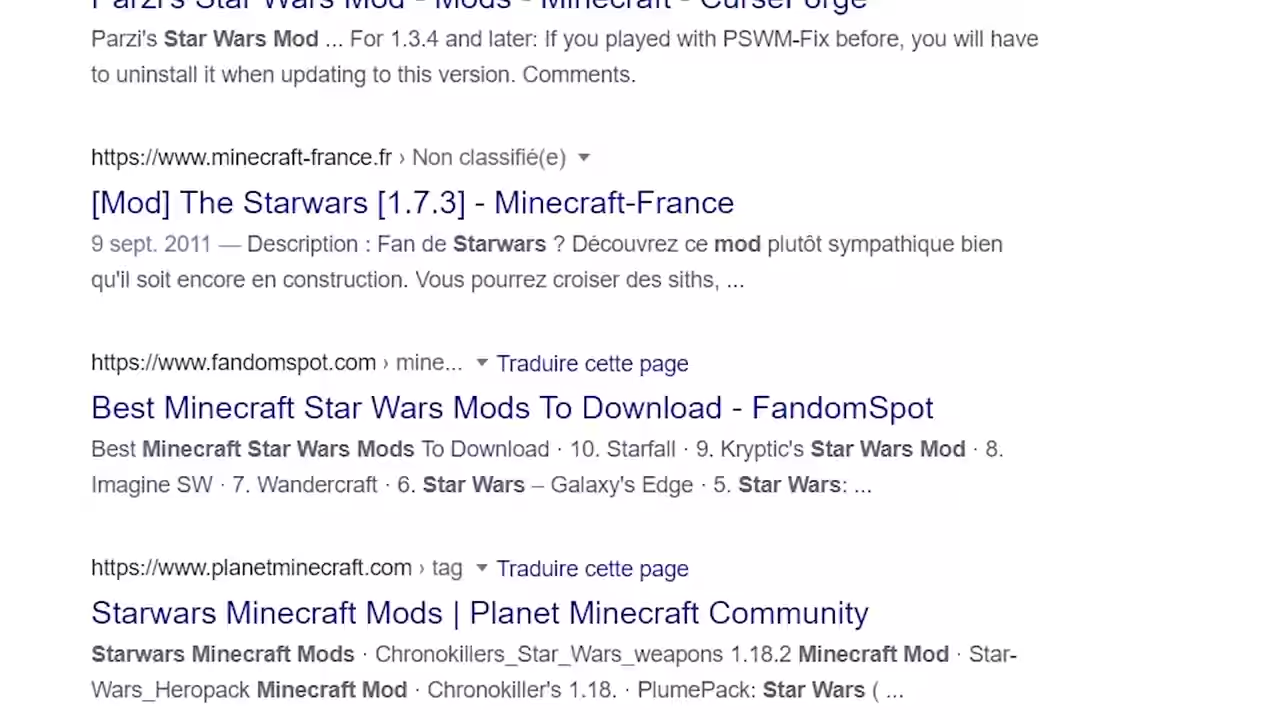 Parzi's Star Wars Mod - Mods - Minecraft - CurseForge
Parzi's Star Wars Mod ... For 1.3.4 and later: If you played with PSWM-Fix before, you will have
to uninstall it when updating to this version. Comments.
https://www.minecraft-france.fr › Non classifié(e)
[Mod] The Starwars [1.7.3] - Minecraft-France
9 sept. 2011 — Description : Fan de Starwars ? Découvrez ce mod plutôt sympathique bien
qu'il soit encore en construction. Vous pourrez croiser des siths, ...
https://www.fandomspot.com › mine... Traduire cette page
Best Minecraft Star Wars Mods To Download - FandomSpot
Best Minecraft Star Wars Mods To Download · 10. Starfall · 9. Kryptic's Star Wars Mod · 8.
Imagine SW · 7. Wandercraft · 6. Star Wars – Galaxy's Edge · 5. Star Wars: ...
https://www.planetminecraft.com › tag Traduire cette page
Starwars Minecraft Mods | Planet Minecraft Community
Starwars Minecraft Mods · Chronokillers_Star_Wars_weapons 1.18.2 Minecraft Mod · Star-
Wars_Heropack Minecraft Mod · Chronokiller's 1.18. · PlumePack: Star Wars ( ...